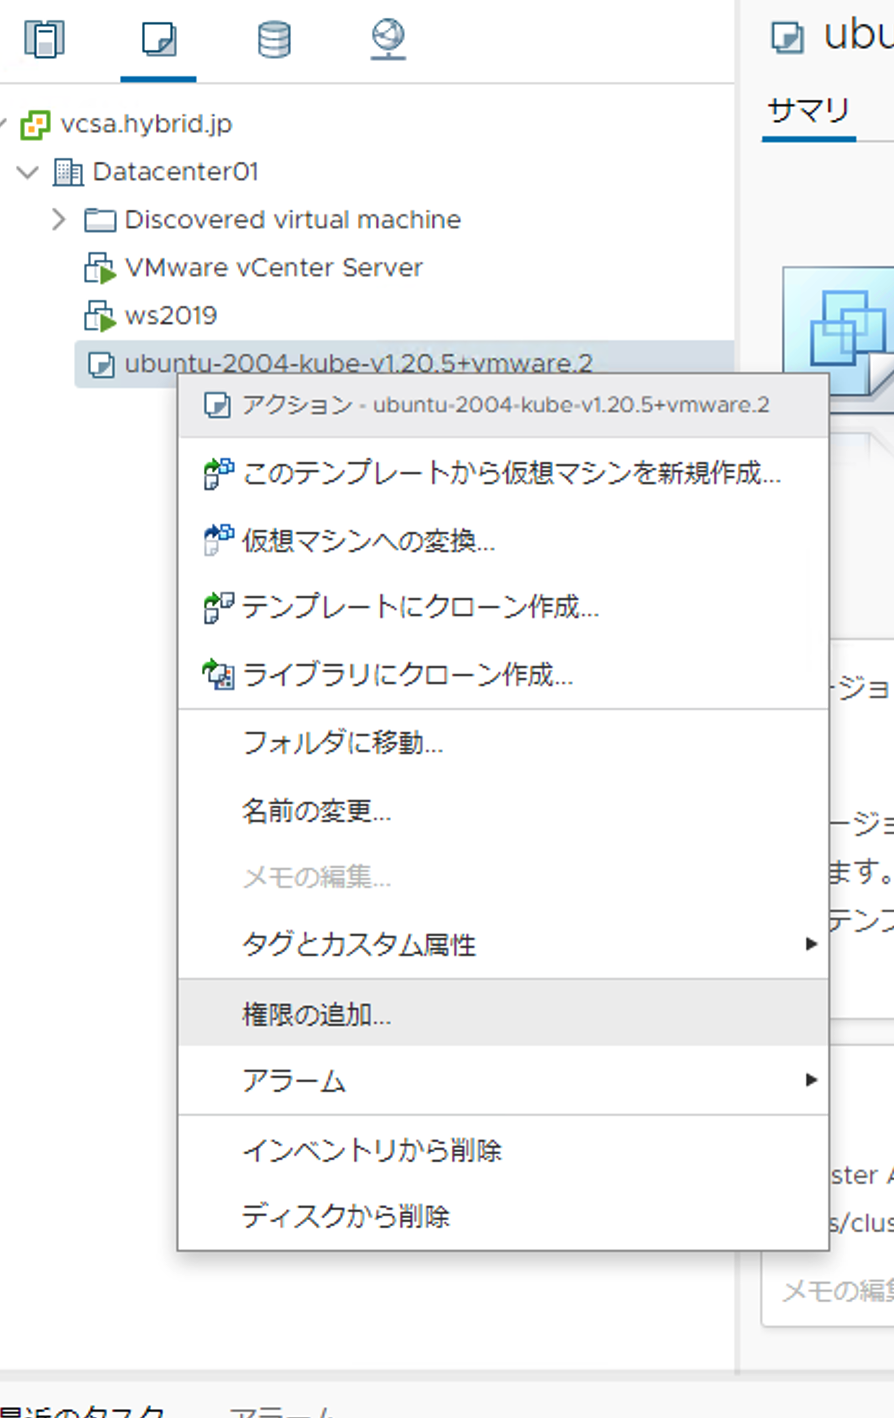 ubu
サマリ
vcsa.hybrid.jp
Datacenter01
Discovered virtual machine
VMware vCenter Server
ws2019
ubuntu-2004-kube-v1.20.5+vmware.2
アクション - ubuntu-2004-kube-v1.20.5+vmware.2
このテンプレートから仮想マシンを新規作成...
仮想マシンへの変換...
テンプレートにクローン作成...
ライブラリにクローン作成...
フォルダに移動...
名前の変更...
メモの編集...
タグとカスタム属性
権限の追加...
アラーム
インベントリから削除
ディスクから削除
ージョ
ージョ
ます。
テンプ
ster A
s/clus
メモの編集
最近のタスク アラーム